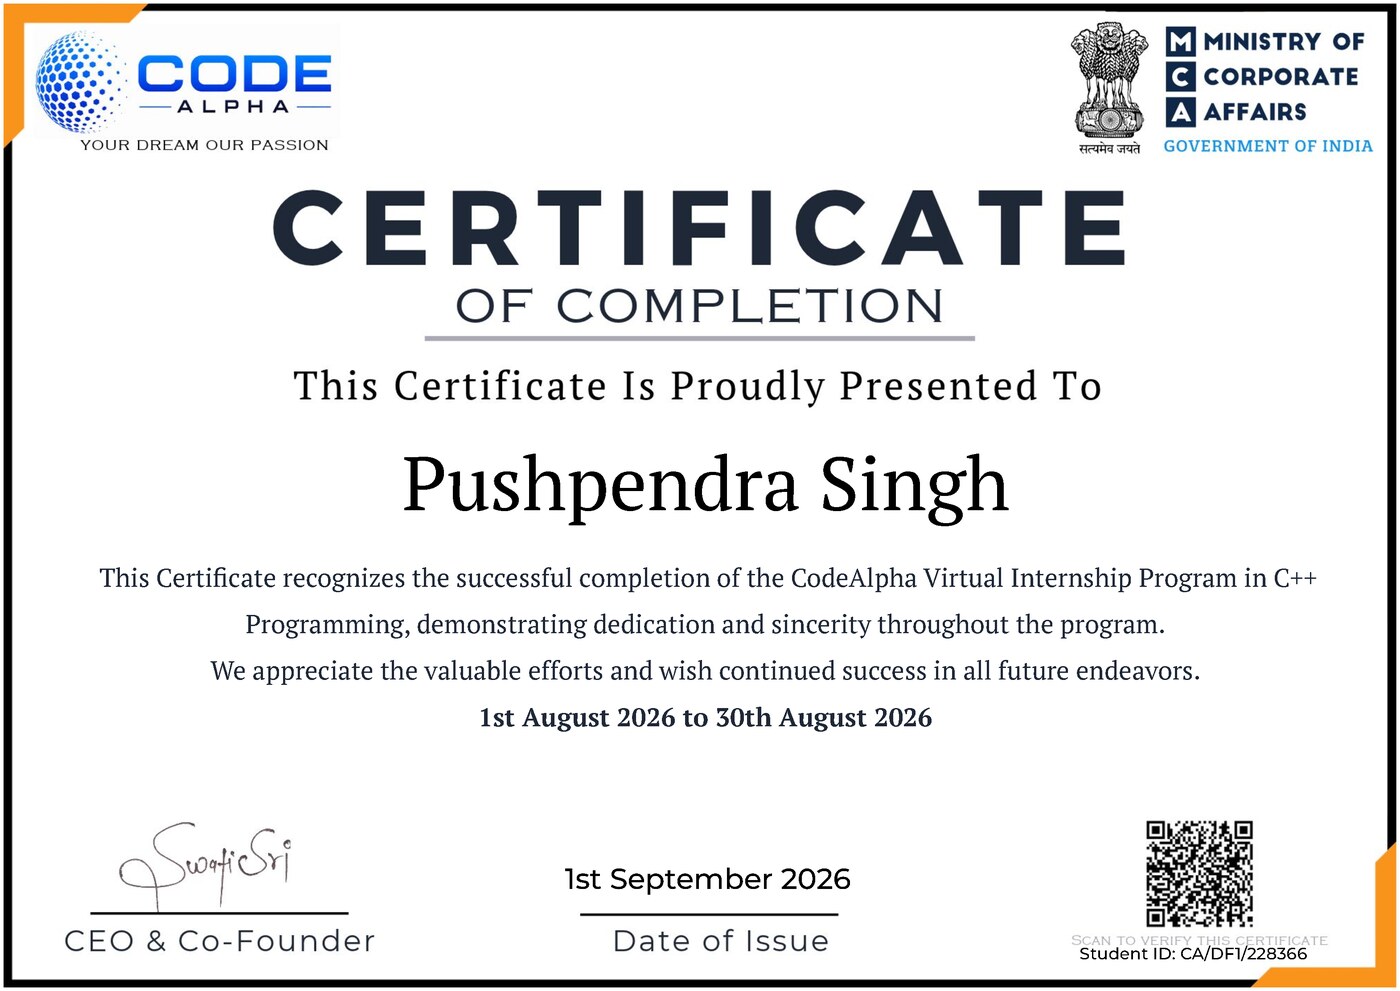 CODE
ALPHA
YOUR DREAM OUR PASSION
सत्यमेव जयते
M MINISTRY OF
C CORPORATE
A AFFAIRS
GOVERNMENT OF INDIA
CERTIFICATE
OF COMPLETION
This Certificate Is Proudly Presented To
Pushpendra Singh
This Certificate recognizes the successful completion of the CodeAlpha Virtual Internship Program in C++
Programming, demonstrating dedication and sincerity throughout the program.
We appreciate the valuable efforts and wish continued success in all future endeavors.
1st August 2026 to 30th August 2026
Swati Sri
CEO & Co-Founder
1st September 2026
Date of Issue
SCAN TO VERIFY THIS CERTIFICATE
Student ID: CA/DF1/228366